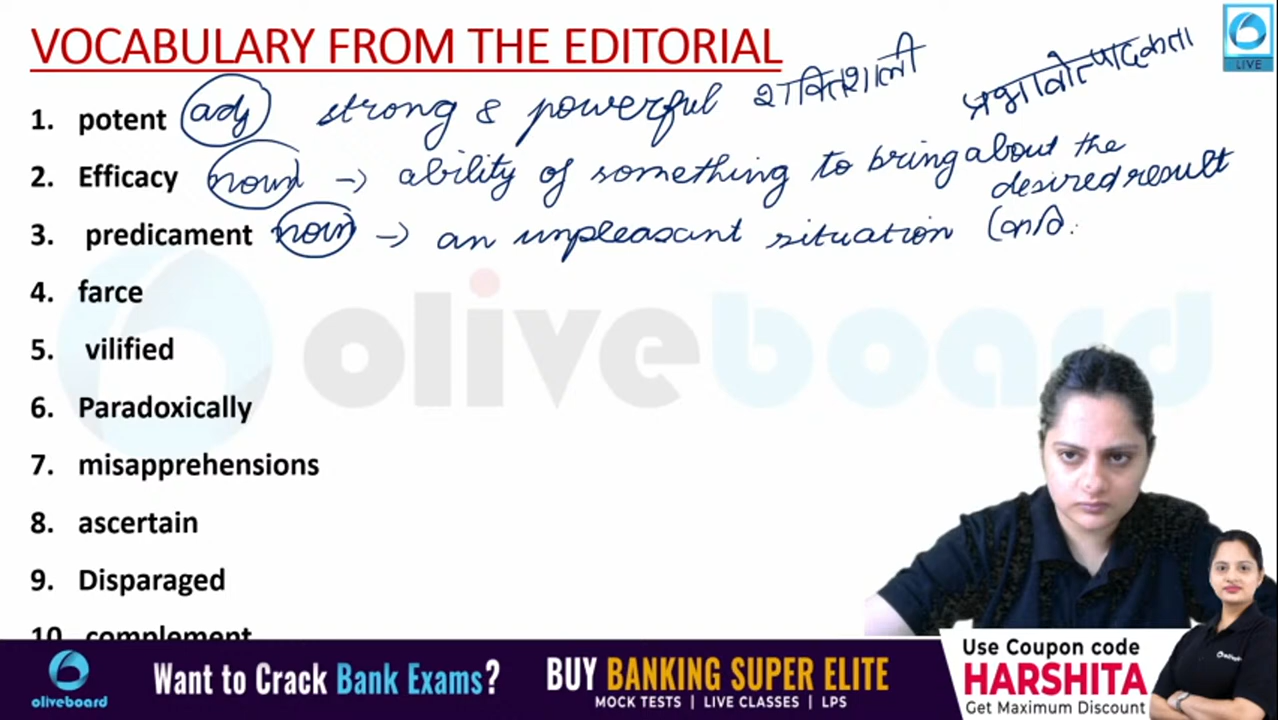 VOCABULARY FROM THE EDITORIAL
LIVE
1. potent adj strong & powerful शक्तिशाली प्रभावोत्पादकता
2. Efficacy noun → ability of something to bring about the desired result
3. predicament noun → an unpleasant situation
4. farce
oliveboard
5. vilified
6. Paradoxically
7. misapprehensions
8. ascertain
9. Disparaged
10. complement
oliveboard
Want to Crack Bank Exams?
BUY BANKING SUPER ELITE
MOCK TESTS | LIVE CLASSES | LPS
Use Coupon code
HARSHITA
Get Maximum Discount